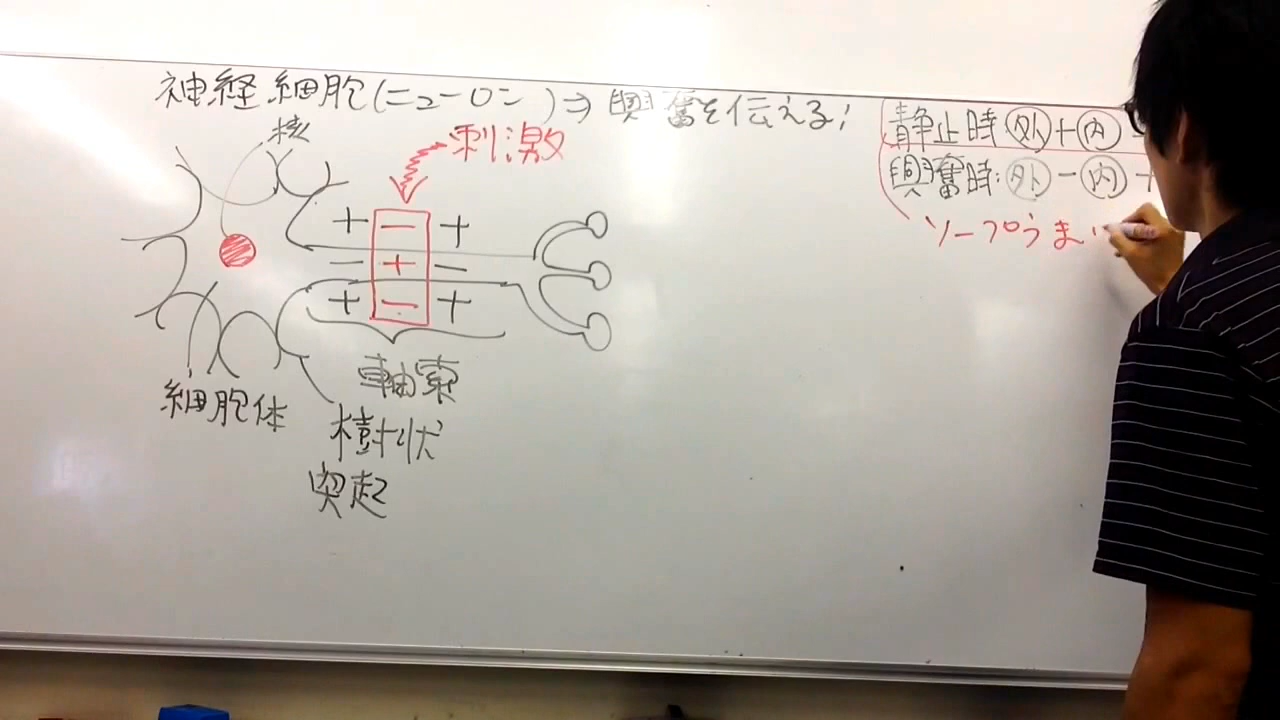 神経細胞(ニューロン)⇒興奮を伝える;
核
刺激
静止時 外+内-
興奮時:外-内+
ソープうまい
+ - +
- + -
+ - +
細胞体
軸索
樹状
突起